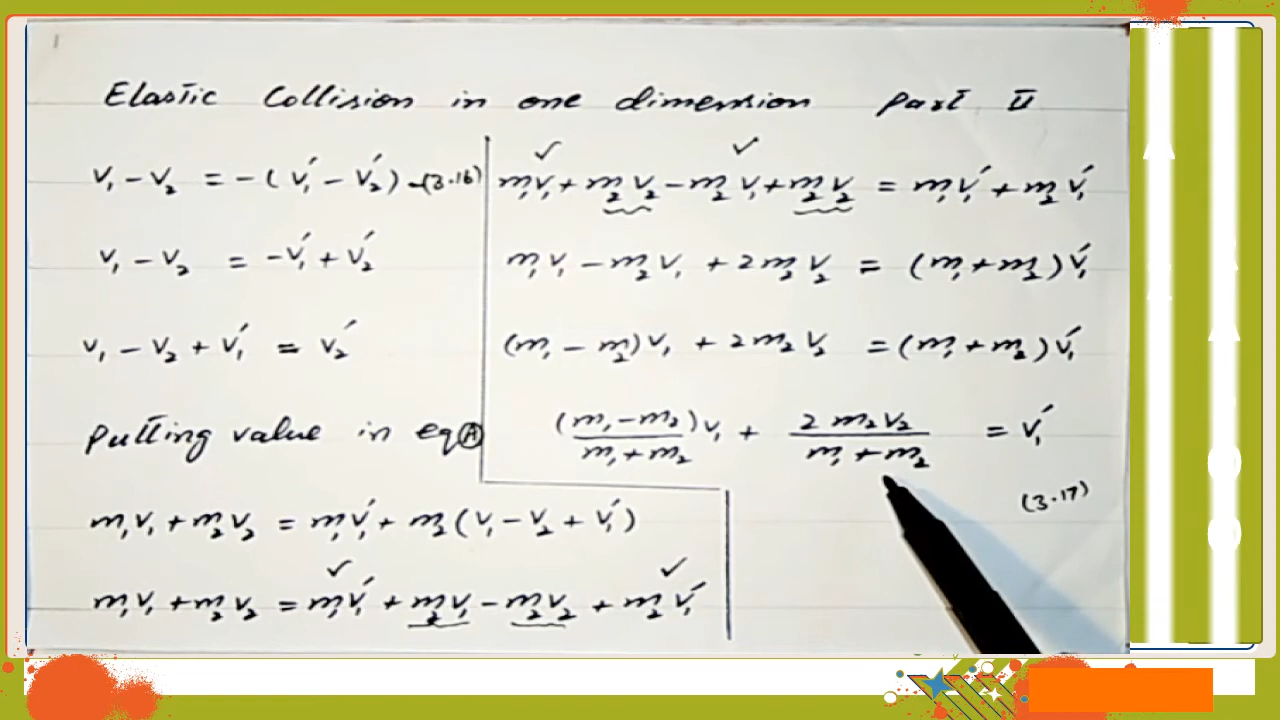 Elastic Collision in one dimension Part II
v₁ - v₂ = -(v₁′ - v₂′) -(3.16)
v₁ - v₂ = -v₁′ + v₂′
v₁ - v₂ + v₁′ = v₂′
Putting value in eq Ⓐ
m₁v₁ + m₂v₂ = m₁v₁′ + m₂(v₁ - v₂ + v₁′)
m₁v₁ + m₂v₂ = m₁v₁′ + m₂v₁ - m₂v₂ + m₂v₁′
m₁v₁ + m₂v₂ - m₂v₁ + m₂v₂ = m₁v₁′ + m₂v₁′
m₁v₁ - m₂v₁ + 2m₂v₂ = (m₁ + m₂)v₁′
(m₁ - m₂)v₁ + 2m₂v₂ = (m₁ + m₂)v₁′
(m₁ - m₂)/(m₁ + m₂) v₁ + 2m₂v₂/(m₁ + m₂) = v₁′
(3.17)